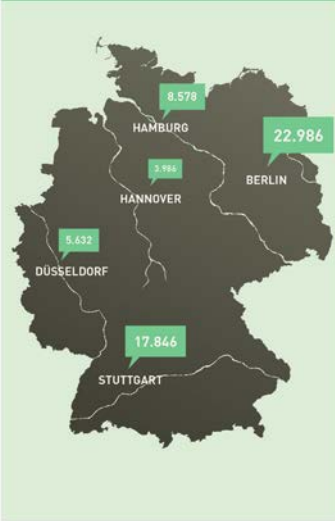 8.578
HAMBURG
22.986
BERLIN
3.986
HANNOVER
5.632
DÜSSELDORF
17.846
STUTTGART